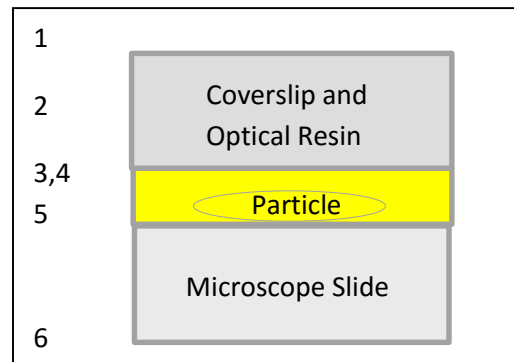 1
2
Coverslip and
Optical Resin
3,4
5
Particle
Microscope Slide
6